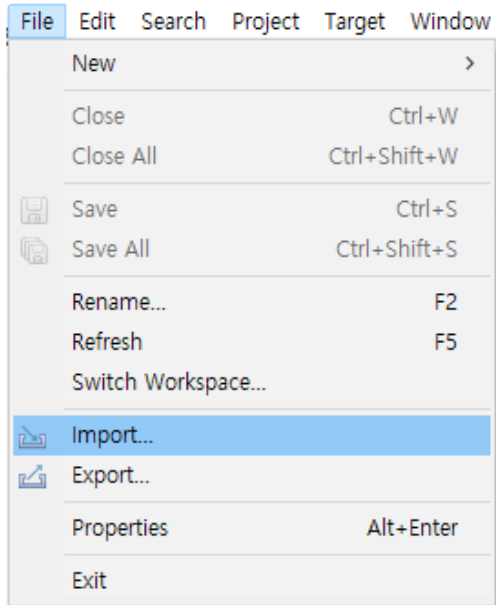 File Edit Search Project Target Window
New >
Close Ctrl+W
Close All Ctrl+Shift+W
Save Ctrl+S
Save All Ctrl+Shift+S
Rename... F2
Refresh F5
Switch Workspace...
Import...
Export...
Properties Alt+Enter
Exit